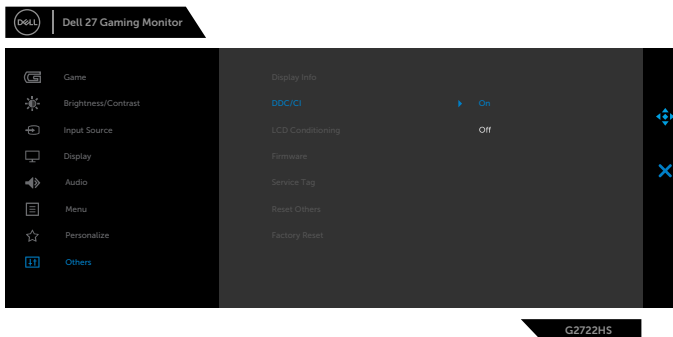 DELL
Dell 27 Gaming Monitor
Game
Display Info
Brightness/Contrast
DDC/CI
On
Input Source
LCD Conditioning
Off
Display
Firmware
Audio
Service Tag
Menu
Reset Others
Personalize
Factory Reset
Others
G2722HS